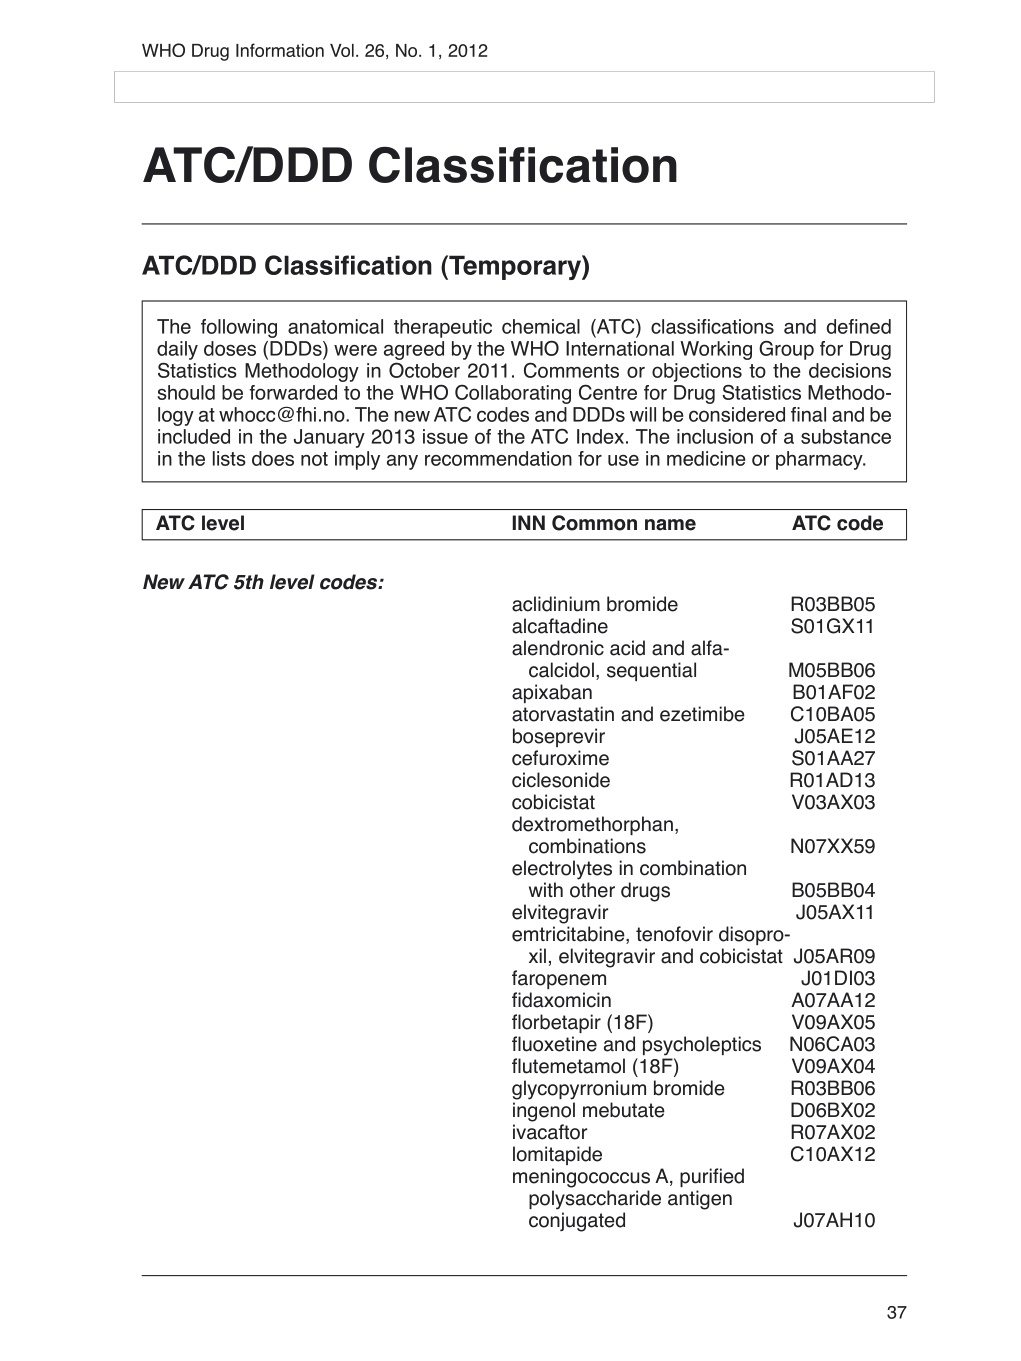 WHO Drug Information Vol. 26, No. 1, 2012
ATC/DDD Classification
ATC/DDD Classification (Temporary)
The following anatomical therapeutic chemical (ATC) classifications and defined
daily doses (DDDs) were agreed by the WHO International Working Group for Drug
Statistics Methodology in October 2011. Comments or objections to the decisions
should be forwarded to the WHO Collaborating Centre for Drug Statistics Methodo-
logy at whocc@fhi.no. The new ATC codes and DDDs will be considered final and be
included in the January 2013 issue of the ATC Index. The inclusion of a substance
in the lists does not imply any recommendation for use in medicine or pharmacy.
ATC level INN Common name ATC code
New ATC 5th level codes:
aclidinium bromide R03BB05
alcaftadine S01GX11
alendronic acid and alfa-
calcidol, sequential M05BB06
apixaban B01AF02
atorvastatin and ezetimibe C10BA05
boseprevir J05AE12
cefuroxime S01AA27
ciclesonide R01AD13
cobicistat V03AX03
dextromethorphan,
combinations N07XX59
electrolytes in combination
with other drugs B05BB04
elvitegravir J05AX11
emtricitabine, tenofovir disopro-
xil, elvitegravir and cobicistat J05AR09
faropenem J01DI03
fidaxomicin A07AA12
florbetapir (18F) V09AX05
fluoxetine and psycholeptics N06CA03
flutemetamol (18F) V09AX04
glycopyrronium bromide R03BB06
ingenol mebutate D06BX02
ivacaftor R07AX02
lomitapide C10AX12
meningococcus A, purified
polysaccharide antigen
conjugated J07AH10
37